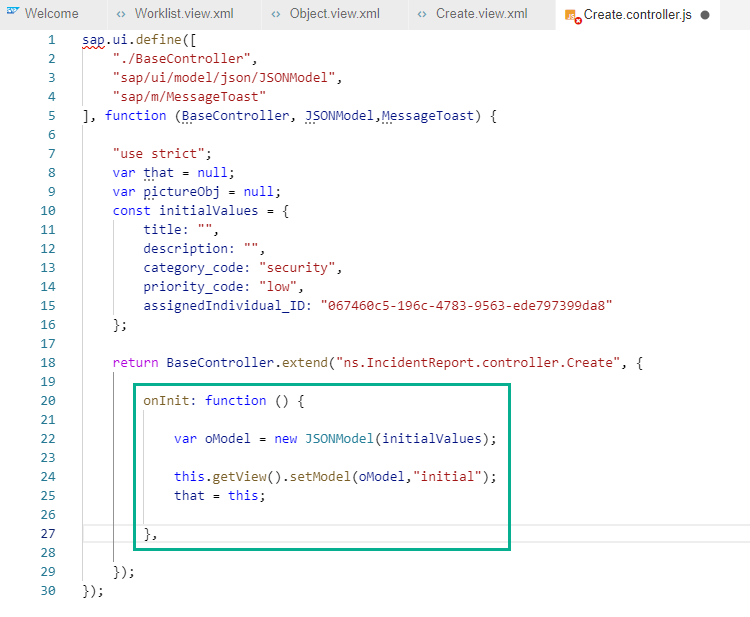 Welcome
Worklist.view.xml
Object.view.xml
Create.view.xml
Create.controller.js
1 sap.ui.define([
2 "./BaseController",
3 "sap/ui/model/json/JSONModel",
4 "sap/m/MessageToast"
5 ], function (BaseController, JSONModel,MessageToast) {
6
7 "use strict";
8 var that = null;
9 var pictureObj = null;
10 const initialValues = {
11 title: "",
12 description: "",
13 category_code: "security",
14 priority_code: "low",
15 assignedIndividual_ID: "067460c5-196c-4783-9563-ede797399da8"
16 };
17
18 return BaseController.extend("ns.IncidentReport.controller.Create", {
19
20 onInit: function () {
21
22 var oModel = new JSONModel(initialValues);
23
24 this.getView().setModel(oModel,"initial");
25 that = this;
26
27 },
28
29 });
30 });